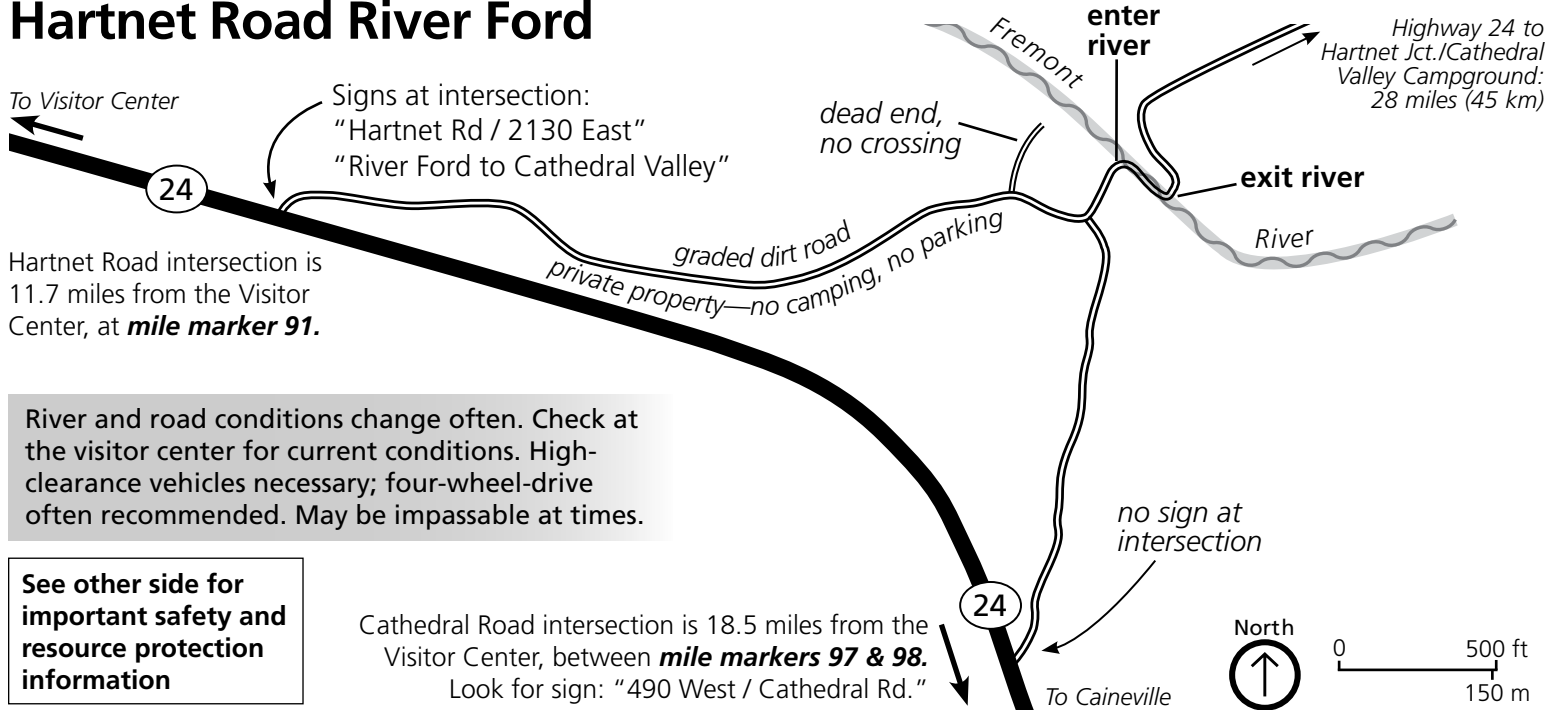 Hartnet Road River Ford
To Visitor Center
Signs at intersection:
“Hartnet Rd / 2130 East”
“River Ford to Cathedral Valley”
24
Hartnet Road intersection is
11.7 miles from the Visitor
Center, at mile marker 91.
graded dirt road
private property—no camping, no parking
dead end,
no crossing
Fremont
enter
river
Highway 24 to
Hartnet Jct./Cathedral
Valley Campground:
28 miles (45 km)
exit river
River
River and road conditions change often. Check at
the visitor center for current conditions. High-
clearance vehicles necessary; four-wheel-drive
often recommended. May be impassable at times.
See other side for
important safety and
resource protection
information
Cathedral Road intersection is 18.5 miles from the
Visitor Center, between mile markers 97 & 98.
Look for sign: “490 West / Cathedral Rd.”
24
no sign at
intersection
To Caineville
North
0
500 ft
150 m